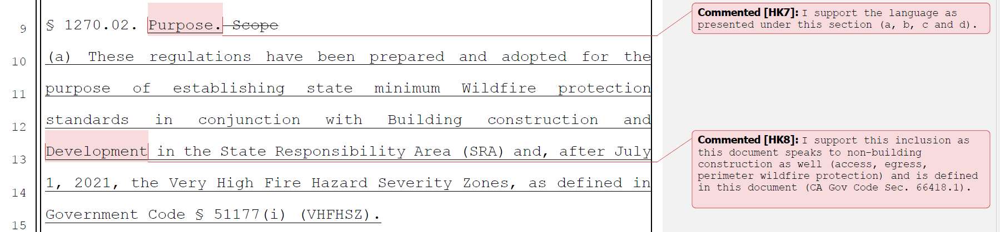 9 § 1270.02. Purpose. Scope
10 (a) These regulations have been prepared and adopted for the
11 purpose of establishing state minimum Wildfire protection
12 standards in conjunction with Building construction and
13 Development in the State Responsibility Area (SRA) and, after July
14 1, 2021, the Very High Fire Hazard Severity Zones, as defined in
15 Government Code § 51177(i) (VHFHSZ).
Commented [HK7]: I support the language as
presented under this section (a, b, c and d).
Commented [HK8]: I support this inclusion as
this document speaks to non-building
construction as well (access, egress,
perimeter wildfire protection) and is defined
in this document (CA Gov Code Sec. 66418.1).